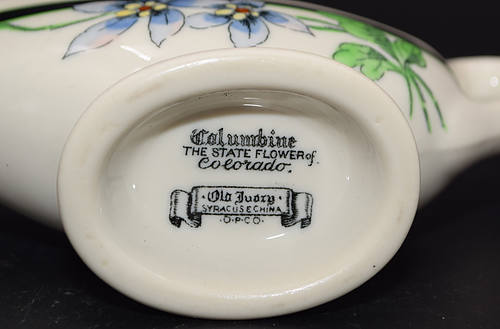 Columbine
THE STATE FLOWER of
Colorado.
· Old Ivory ·
SYRACUSE CHINA
· O.P.CO. ·